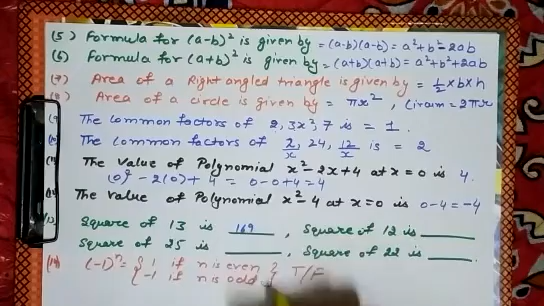 (5) Formula for (a-b)² is given by = (a-b)(a-b) = a²+b²-2ab
(6) Formula for (a+b)² is given by = (a+b)(a+b) = a²+b²+2ab
(7) Area of a Right angled triangle is given by = 1/2 x b x h
(8) Area of a circle is given by = πr², Circum = 2πr
The common factors of 2, 3x², 7 is = 1.
The common factors of 2/x, 24, 12/x is = 2
The value of Polynomial x²-2x+4 at x=0 is 4.
(0)² - 2(0) + 4 = 0-0+4 = 4
The value of Polynomial x²-4 at x=0 is 0-4=-4
Square of 13 is 169, Square of 12 is ____
Square of 25 is ____, Square of 22 is ____
(14) (-1)ⁿ = { 1 if n is even } T/F
{ -1 if n is odd }